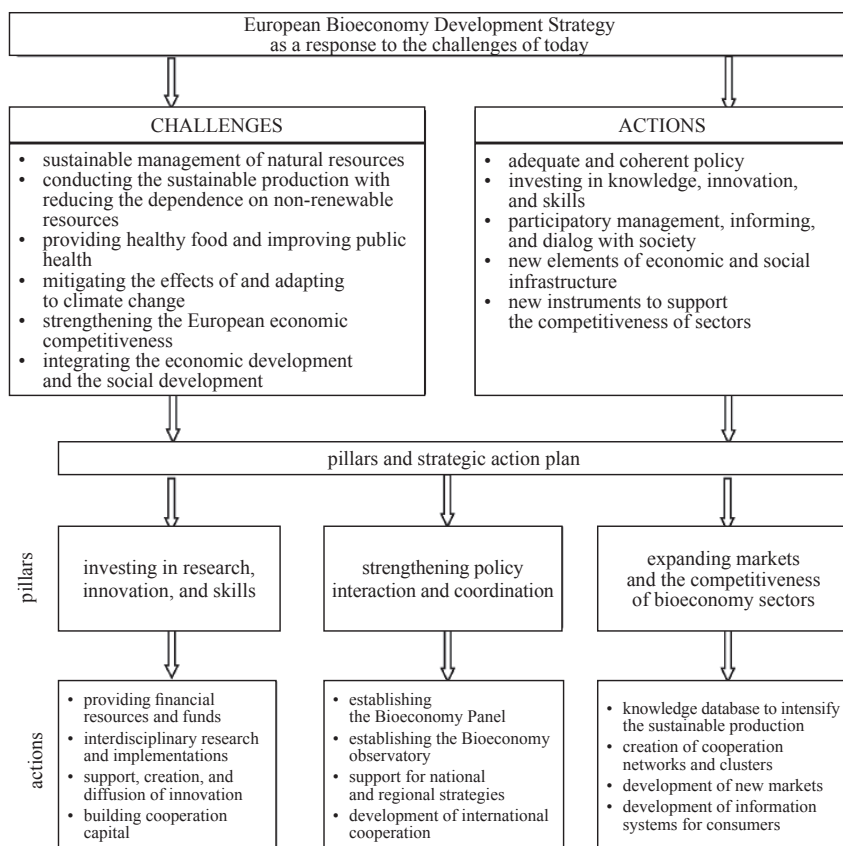 European Bioeconomy Development Strategy
as a response to the challenges of today
CHALLENGES
• sustainable management of natural resources
• conducting the sustainable production with
reducing the dependence on non-renewable
resources
• providing healthy food and improving public
health
• mitigating the effects of and adapting
to climate change
• strengthening the European economic
competitiveness
• integrating the economic development
and the social development
ACTIONS
• adequate and coherent policy
• investing in knowledge, innovation,
and skills
• participatory management, informing,
and dialog with society
• new elements of economic and social
infrastructure
• new instruments to support
the competitiveness of sectors
pillars and strategic action plan
pillars
investing in research,
innovation, and skills
strengthening policy
interaction and coordination
expanding markets
and the competitiveness
of bioeconomy sectors
actions
• providing financial
resources and funds
• interdisciplinary research
and implementations
• support, creation, and
diffusion of innovation
• building cooperation
capital
• establishing
the Bioeconomy Panel
• establishing the Bioeconomy
observatory
• support for national
and regional strategies
• development of international
cooperation
• knowledge database to intensify
the sustainable production
• creation of cooperation
networks and clusters
• development of new markets
• development of information
systems for consumers